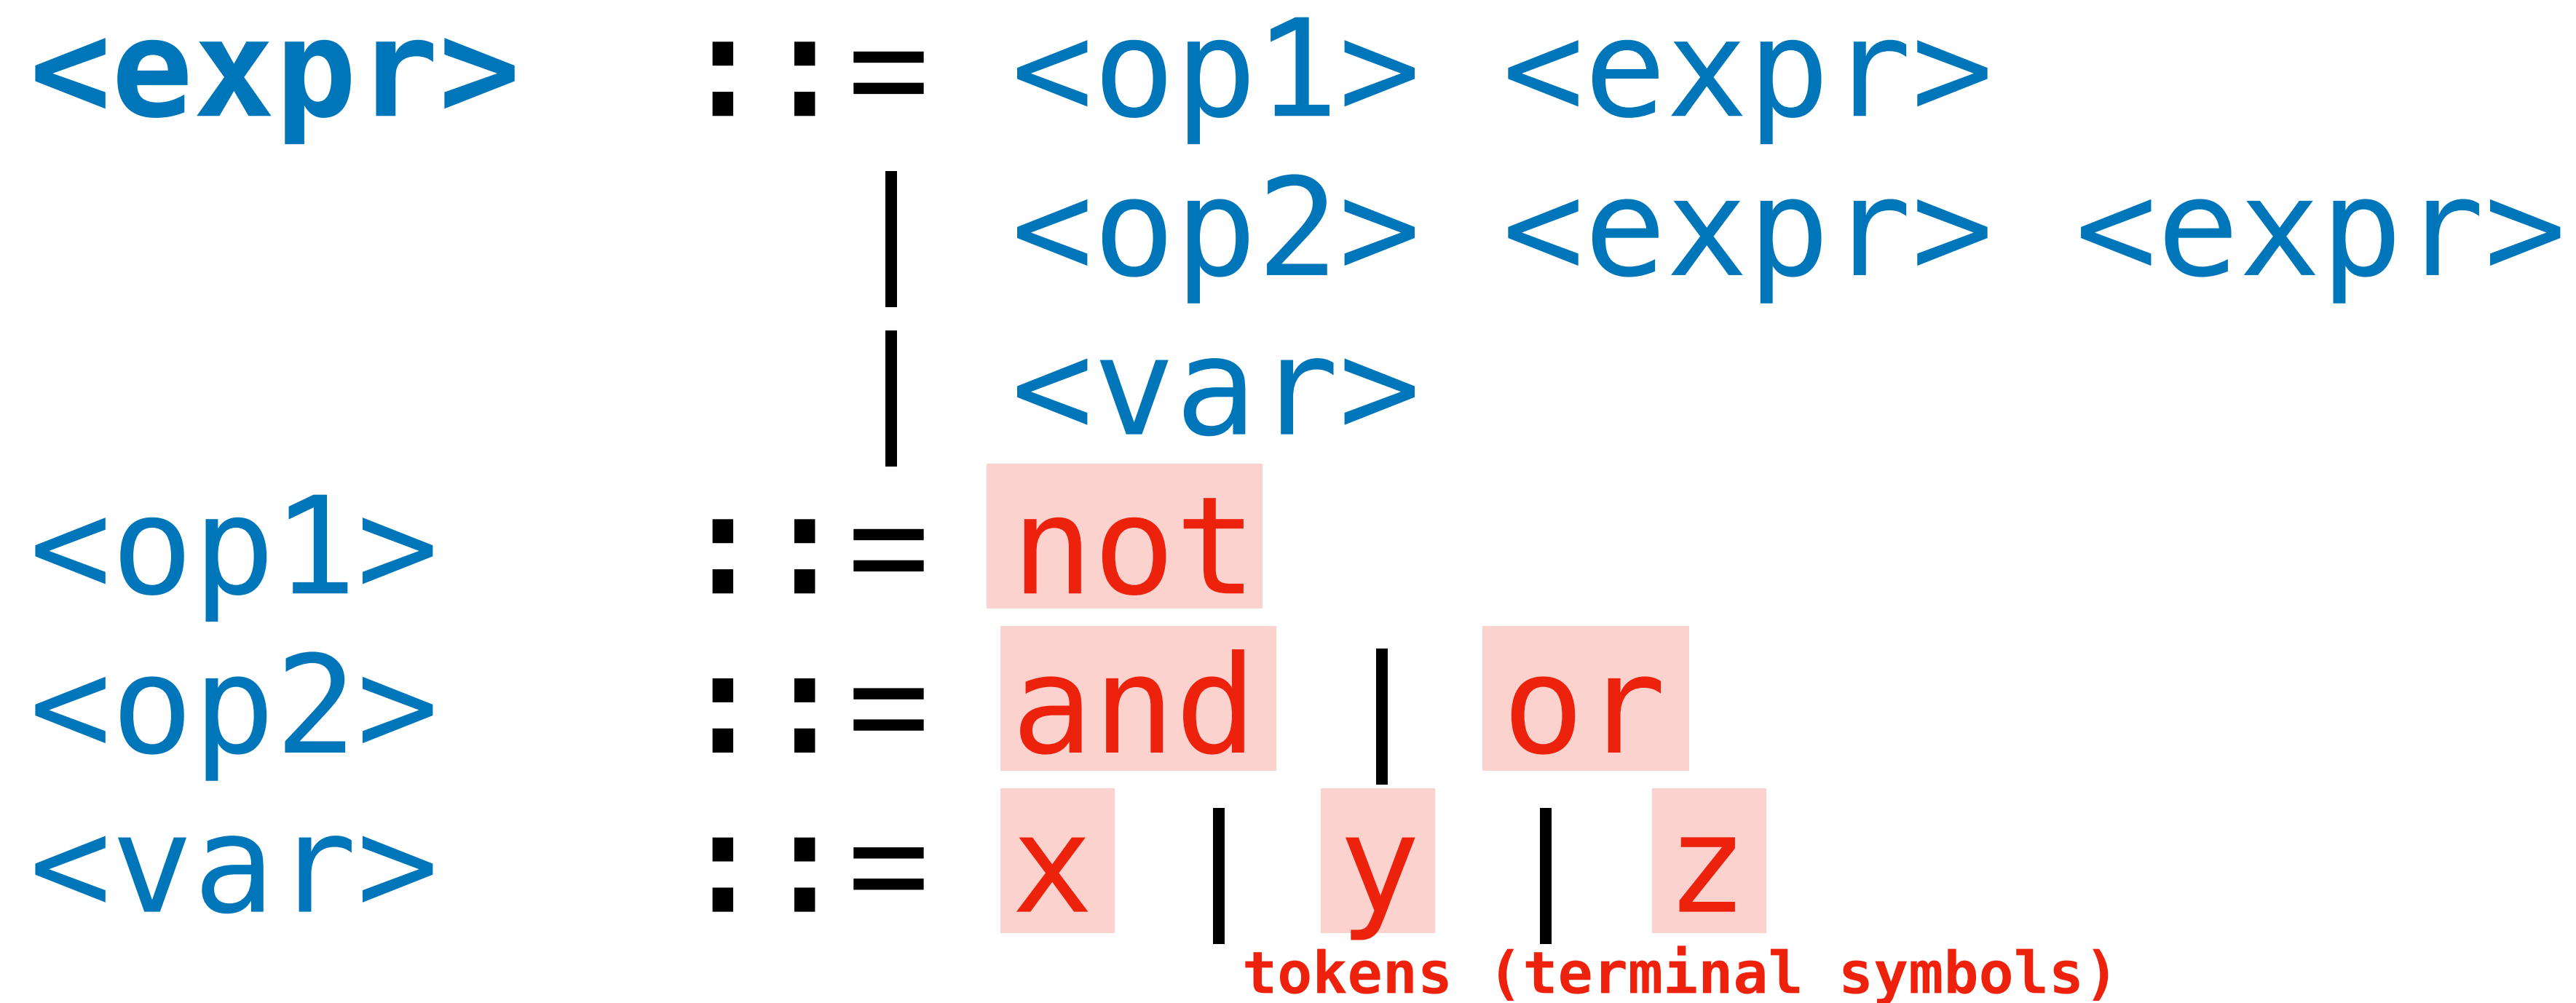 <expr> ::= <op1> <expr>
| <op2> <expr> <expr>
| <var>
<op1> ::= not
<op2> ::= and | or
<var> ::= x | y | z
tokens (terminal symbols)